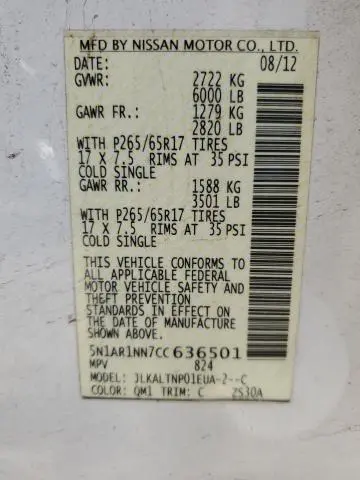 MFD BY NISSAN MOTOR CO., LTD.
DATE: 08/12
GVWR: 2722 KG
6000 LB
GAWR FR.: 1279 KG
2820 LB
WITH P265/65R17 TIRES
17 X 7.5 RIMS AT 35 PSI
COLD SINGLE
GAWR RR.: 1588 KG
3501 LB
WITH P265/65R17 TIRES
17 X 7.5 RIMS AT 35 PSI
COLD SINGLE
THIS VEHICLE CONFORMS TO
ALL APPLICABLE FEDERAL
MOTOR VEHICLE SAFETY AND
THEFT PREVENTION
STANDARDS IN EFFECT ON
THE DATE OF MANUFACTURE
SHOWN ABOVE.
5N1AR1NN7CC636501
MPV 824
MODEL: JLKALTNP01EUA-2--C
COLOR: QM1 TRIM: C 2S30A